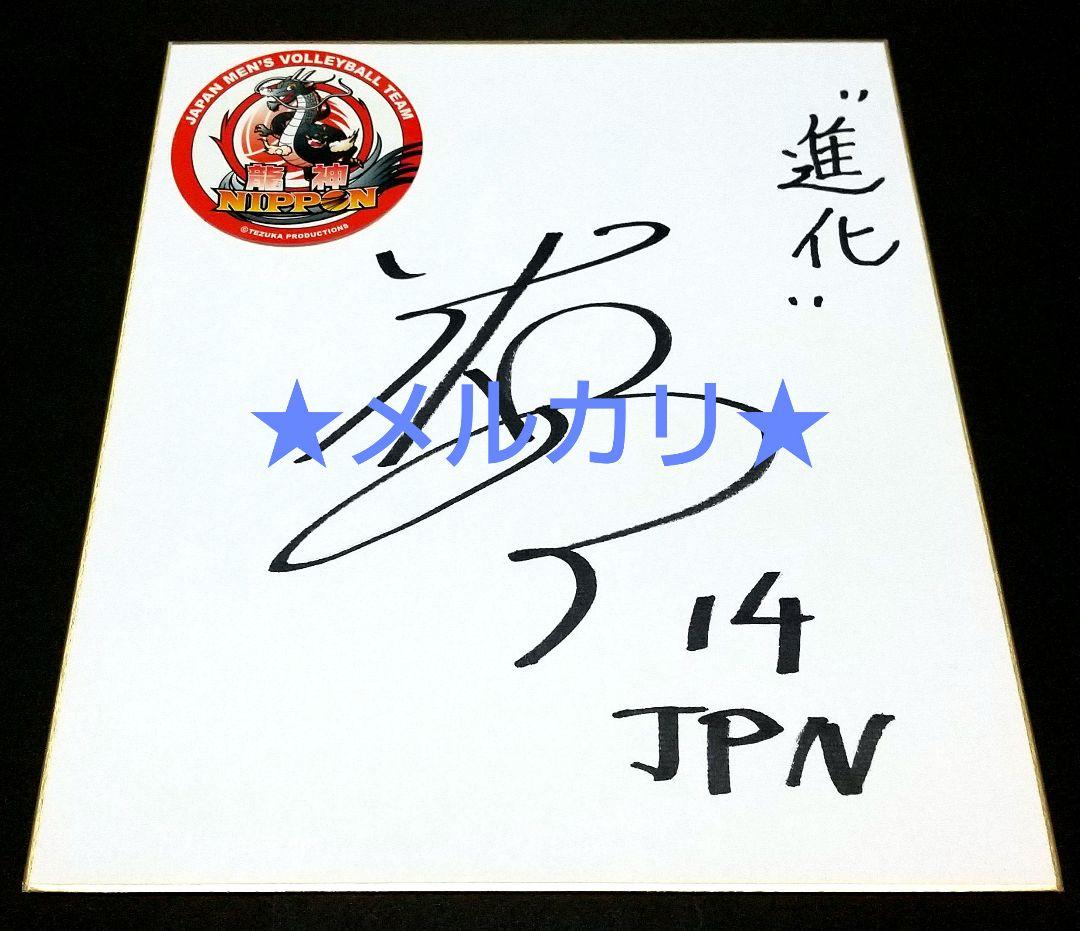 JAPAN MEN'S VOLLEYBALL TEAM
龍神
NIPPON
©TEZUKA PRODUCTIONS
"進化"
★メルカリ★
14
JPN